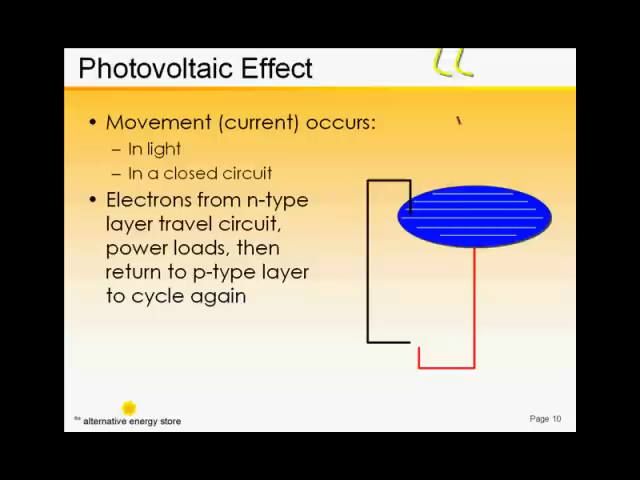 Photovoltaic Effect
• Movement (current) occurs:
– In light
– In a closed circuit
• Electrons from n-type
layer travel circuit,
power loads, then
return to p-type layer
to cycle again
the alternative energy store
Page 10